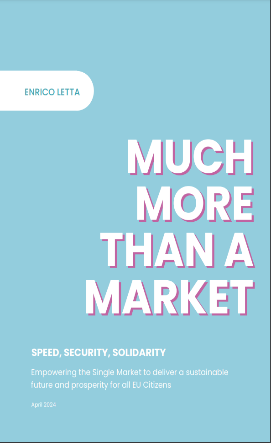 ENRICO LETTA
MUCH
MORE
THAN A
MARKET
SPEED, SECURITY, SOLIDARITY
Empowering the Single Market to deliver a sustainable
future and prosperity for all EU Citizens
April 2024